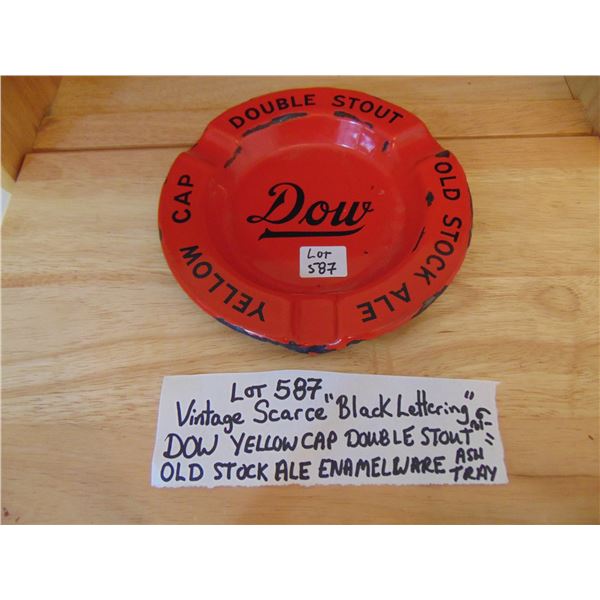 DOUBLE STOUT
YELLOW CAP
OLD STOCK ALE
Dow
LOT
587
LOT 587
Vintage Scarce "Black Lettering"
DOW YELLOW CAP DOUBLE STOUT
OLD STOCK ALE ENAMELWARE ASH
TRAY